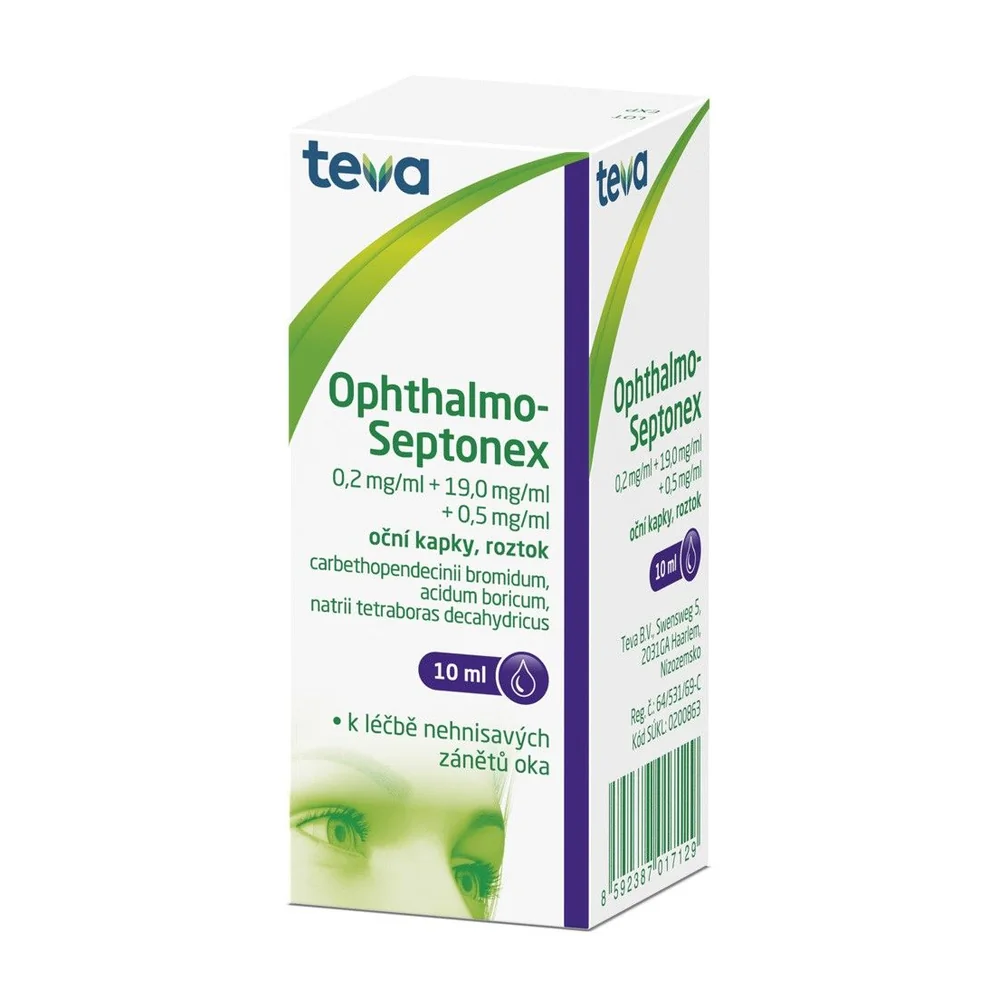 teva
Ophthalmo-
Septonex
0,2 mg/ml + 19,0 mg/ml
+ 0,5 mg/ml
oční kapky, roztok
carbethopendecinii bromidum,
acidum boricum,
natrii tetraboras decahydricus
10 ml
• k léčbě nehnisavých
zánětů oka
LOT
EXP
teva
Ophthalmo-
Septonex
0,2 mg/ml + 19,0 mg/ml
+ 0,5 mg/ml
oční kapky, roztok
10 ml
Teva B.V., Swensweg 5,
2031GA Haarlem,
Nizozemsko
Reg. č.: 64/531/69-C
Kód SÚKL: 0200863
8 592387 017129